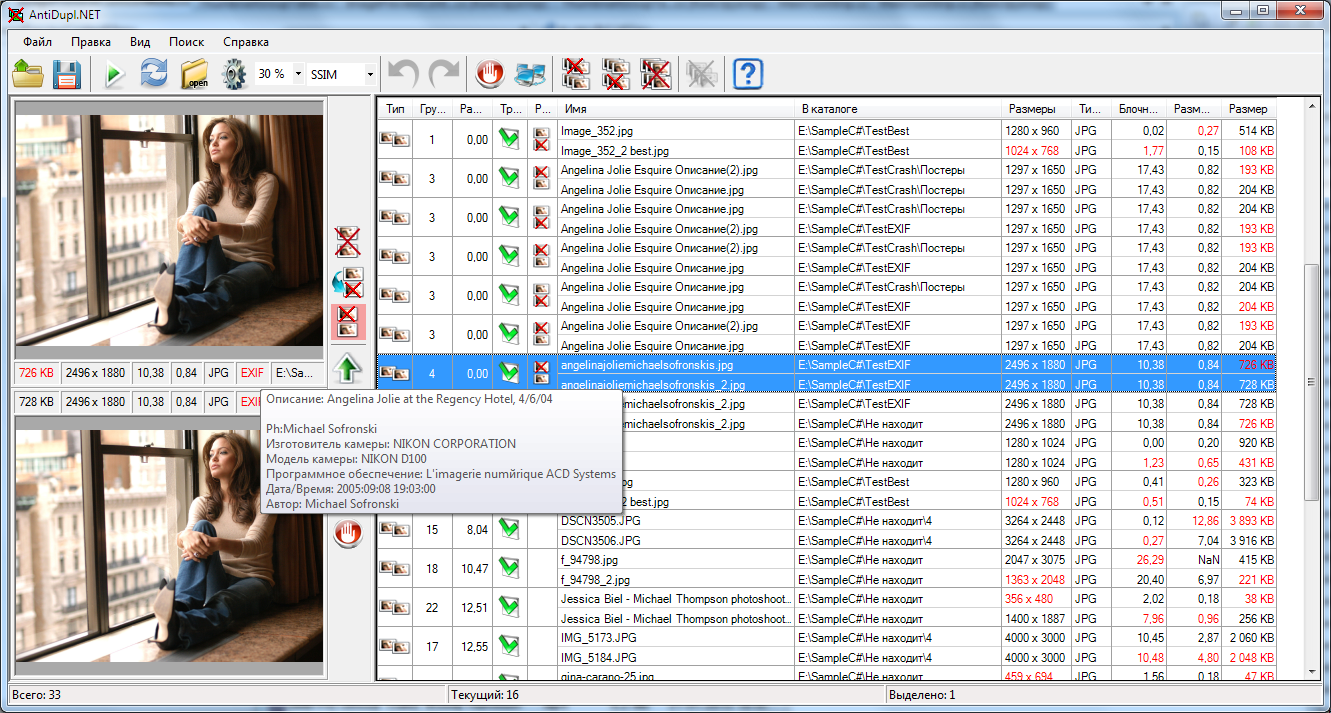 AntiDupl.NET
Файл Правка Вид Поиск Справка
open 30 % SSIM ?
Тип Гру... Ра... Тр... Р... Имя В каталоге Размеры Ти... Блочн... Разм... Размер
1 0,00 Image_352.jpg E:\SampleC#\TestBest 1280 x 960 JPG 0,02 0,27 514 KB
Image_352_2 best.jpg E:\SampleC#\TestBest 1024 x 768 JPG 1,77 0,15 108 KB
3 0,00 Angelina Jolie Esquire Описание(2).jpg E:\SampleC#\TestCrash\Постеры 1297 x 1650 JPG 17,43 0,82 193 KB
Angelina Jolie Esquire Описание.jpg E:\SampleC#\TestCrash\Постеры 1297 x 1650 JPG 17,43 0,82 204 KB
3 0,00 Angelina Jolie Esquire Описание.jpg E:\SampleC#\TestCrash\Постеры 1297 x 1650 JPG 17,43 0,82 204 KB
Angelina Jolie Esquire Описание(2).jpg E:\SampleC#\TestEXIF 1297 x 1650 JPG 17,43 0,82 193 KB
3 0,00 Angelina Jolie Esquire Описание(2).jpg E:\SampleC#\TestCrash\Постеры 1297 x 1650 JPG 17,43 0,82 193 KB
Angelina Jolie Esquire Описание.jpg E:\SampleC#\TestEXIF 1297 x 1650 JPG 17,43 0,82 204 KB
3 0,00 Angelina Jolie Esquire Описание.jpg E:\SampleC#\TestCrash\Постеры 1297 x 1650 JPG 17,43 0,82 204 KB
Angelina Jolie Esquire Описание.jpg E:\SampleC#\TestEXIF 1297 x 1650 JPG 17,43 0,82 204 KB
3 0,00 Angelina Jolie Esquire Описание(2).jpg E:\SampleC#\TestEXIF 1297 x 1650 JPG 17,43 0,82 193 KB
Angelina Jolie Esquire Описание.jpg E:\SampleC#\TestEXIF 1297 x 1650 JPG 17,43 0,82 204 KB
4 0,00 angelinajoliemichaelsofronskis.jpg E:\SampleC#\TestEXIF 2496 x 1880 JPG 10,38 0,84 726 KB
angelinajoliemichaelsofronskis_2.jpg E:\SampleC#\TestEXIF 2496 x 1880 JPG 10,38 0,84 728 KB
726 KB 2496 x 1880 10,38 0,84 JPG EXIF E:\Sa...
728 KB 2496 x 1880 10,38 0,84 JPG EXI
Описание: Angelina Jolie at the Regency Hotel, 4/6/04
Ph:Michael Sofronski
Изготовитель камеры: NIKON CORPORATION
Модель камеры: NIKON D100
Программное обеспечение: L'imagerie numйrique ACD Systems
Дата/Время: 2005:09:08 19:03:00
Автор: Michael Sofronski
michaelsofronskis_2.jpg E:\SampleC#\TestEXIF 2496 x 1880 JPG 10,38 0,84 728 KB
michaelsofronskis.jpg E:\SampleC#\Не находит 2496 x 1880 JPG 10,38 0,84 726 KB
E:\SampleC#\Не находит 1280 x 1024 JPG 0,00 0,20 920 KB
E:\SampleC#\Не находит 1280 x 1024 JPG 1,23 0,65 431 KB
pg E:\SampleC#\TestBest 1280 x 960 JPG 0,41 0,26 323 KB
2 best.jpg E:\SampleC#\TestBest 1024 x 768 JPG 0,51 0,15 74 KB
15 8,04 DSCN3505.JPG E:\SampleC#\Не находит\4 3264 x 2448 JPG 0,12 12,86 3 893 KB
DSCN3506.JPG E:\SampleC#\Не находит\4 3264 x 2448 JPG 0,27 7,04 3 916 KB
18 10,47 f_94798.jpg E:\SampleC#\Не находит 2047 x 3075 JPG 26,29 NaN 415 KB
f_94798_2.jpg E:\SampleC#\Не находит 1363 x 2048 JPG 20,40 6,97 221 KB
22 12,51 Jessica Biel - Michael Thompson photoshoot... E:\SampleC#\Не находит 356 x 480 JPG 2,02 0,18 38 KB
Jessica Biel - Michael Thompson photoshoot... E:\SampleC#\Не находит 1400 x 1887 JPG 7,96 0,96 256 KB
17 12,55 IMG_5173.JPG E:\SampleC#\Не находит\4 4000 x 3000 JPG 10,45 2,87 2 060 KB
IMG_5184.JPG E:\SampleC#\Не находит\4 4000 x 3000 JPG 10,48 4,80 2 048 KB
gina-carano-25.jpg E:\SampleC#\Не находит 459 x 694 JPG 1,56 0,18 47 KB
Всего: 33 Текущий: 16 Выделено: 1